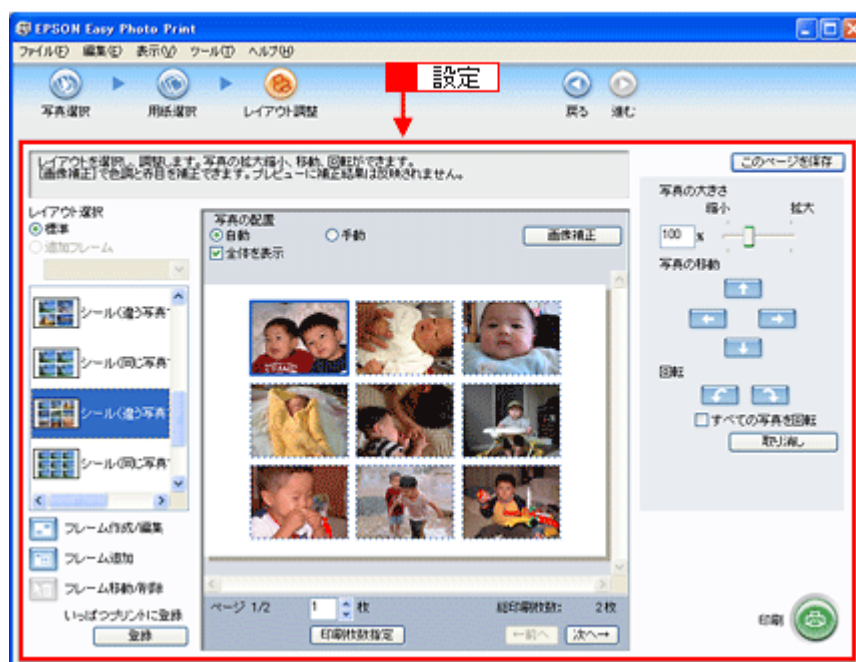 EPSON Easy Photo Print
ファイル(F) 編集(E) 表示(V) ツール(T) ヘルプ(H)
設定
写真選択 用紙選択 レイアウト調整 戻る 進む
レイアウトを選択し、調整します。写真の拡大縮小、移動、回転ができます。
[画像補正]で色調と赤目を補正できます。プレビューに補正結果は反映されません。
このページを保存
レイアウト選択
標準
追加フレーム
シール(違う写真
シール(同じ写真
シール(違う写真
シール(同じ写真
フレーム作成/編集
フレーム追加
フレーム移動/削除
いっぱつプリントに登録
登録
写真の配置
自動 手動 画像補正
全体を表示
ページ 1/2 1 枚 総印刷枚数: 2枚
印刷枚数指定 ←前へ 次へ→
写真の大きさ
縮小 拡大
100 %
写真の移動
回転
すべての写真を回転
取り消し
印刷